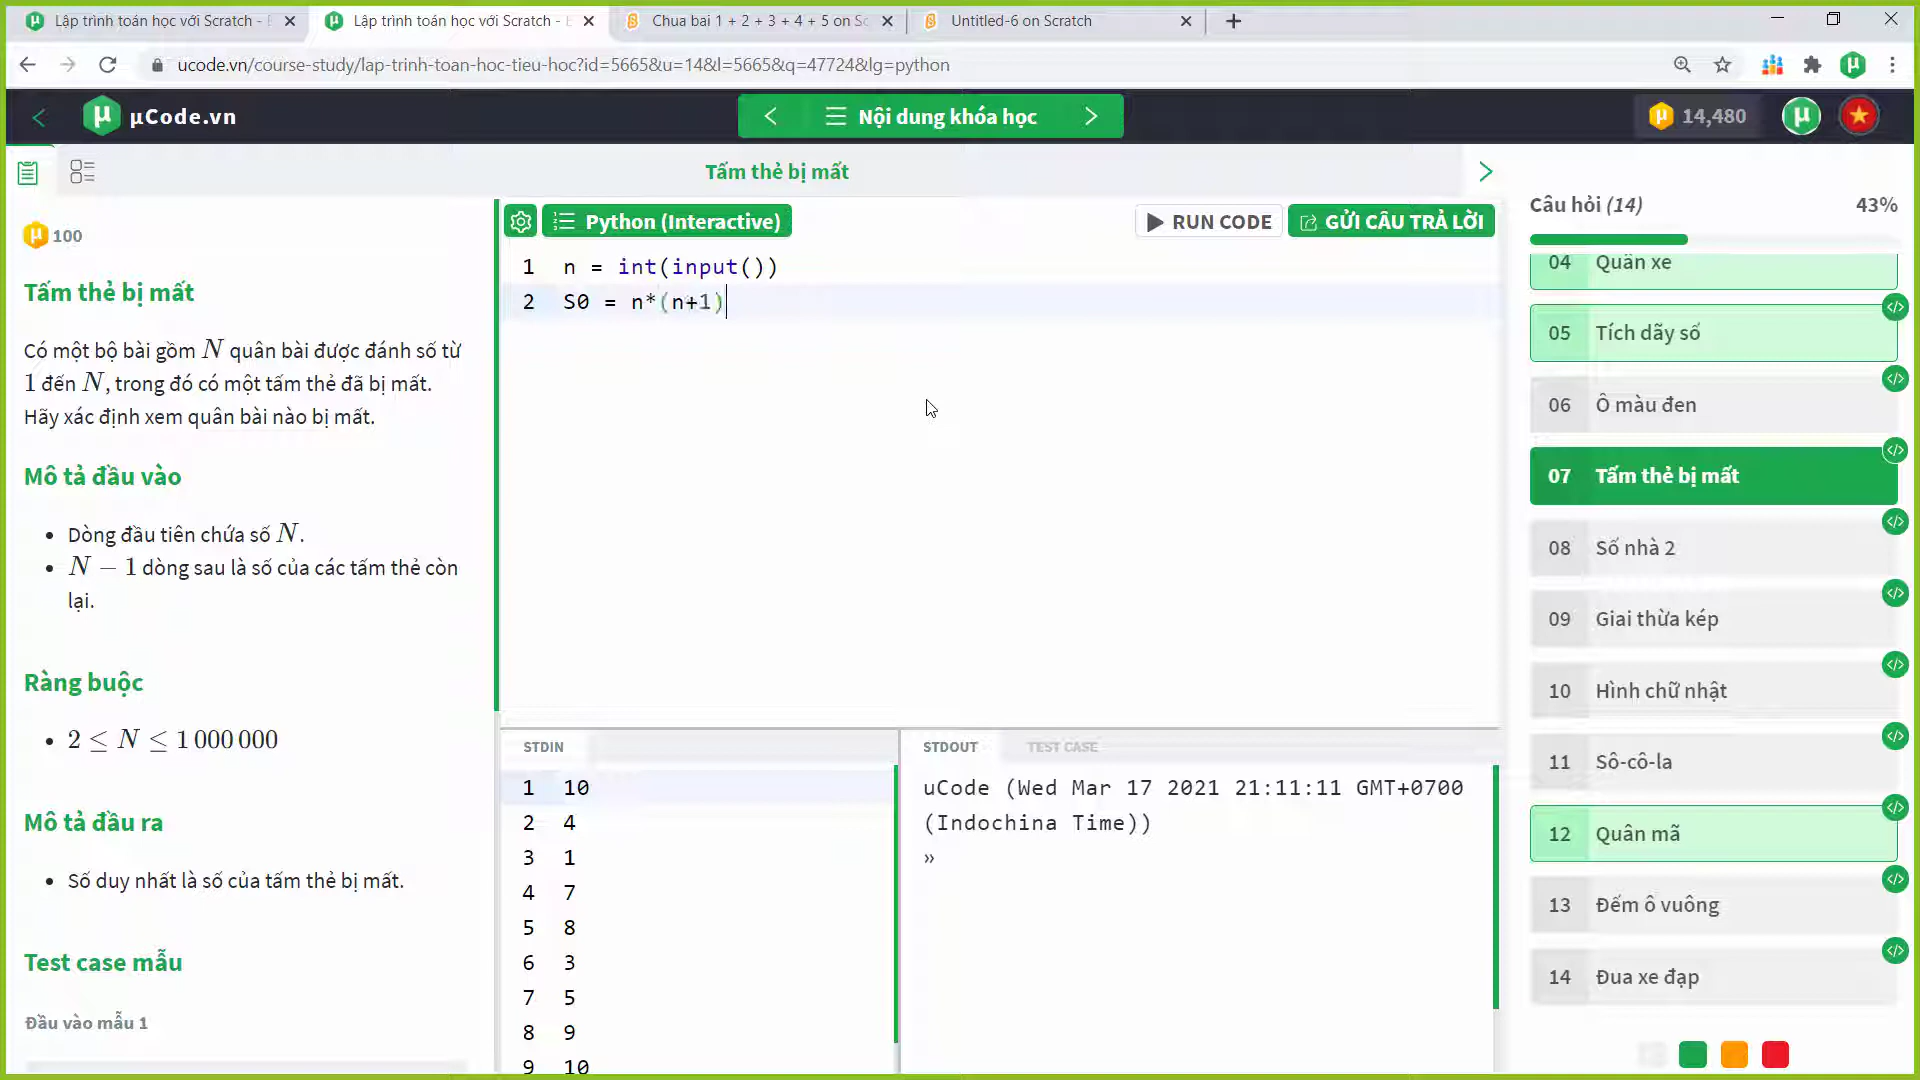 Lập trình toán học với Scratch -
Lập trình toán học với Scratch -
Chua bai 1 + 2 + 3 + 4 + 5 on Sc
Untitled-6 on Scratch
ucode.vn/course-study/lap-trinh-toan-hoc-tieu-hoc?id=5665&u=14&l=5665&q=47724&lg=python
µCode.vn
Nội dung khóa học
14,480
Tấm thẻ bị mất
100
Tấm thẻ bị mất
Có một bộ bài gồm N quân bài được đánh số từ
1 đến N, trong đó có một tấm thẻ đã bị mất.
Hãy xác định xem quân bài nào bị mất.
Mô tả đầu vào
• Dòng đầu tiên chứa số N.
• N − 1 dòng sau là số của các tấm thẻ còn
lại.
Ràng buộc
• 2 ≤ N ≤ 1 000 000
Mô tả đầu ra
• Số duy nhất là số của tấm thẻ bị mất.
Test case mẫu
Đầu vào mẫu 1
Python (Interactive)
RUN CODE
GỬI CÂU TRẢ LỜI
1 n = int(input())
2 S0 = n*(n+1)
STDIN
1 10
2 4
3 1
4 7
5 8
6 3
7 5
8 9
9 10
STDOUT
TEST CASE
uCode (Wed Mar 17 2021 21:11:11 GMT+0700
(Indochina Time))
»
Câu hỏi (14)
43%
04 Quân xe
05 Tích dãy số
06 Ô màu đen
07 Tấm thẻ bị mất
08 Số nhà 2
09 Giai thừa kép
10 Hình chữ nhật
11 Sô-cô-la
12 Quân mã
13 Đếm ô vuông
14 Đua xe đạp